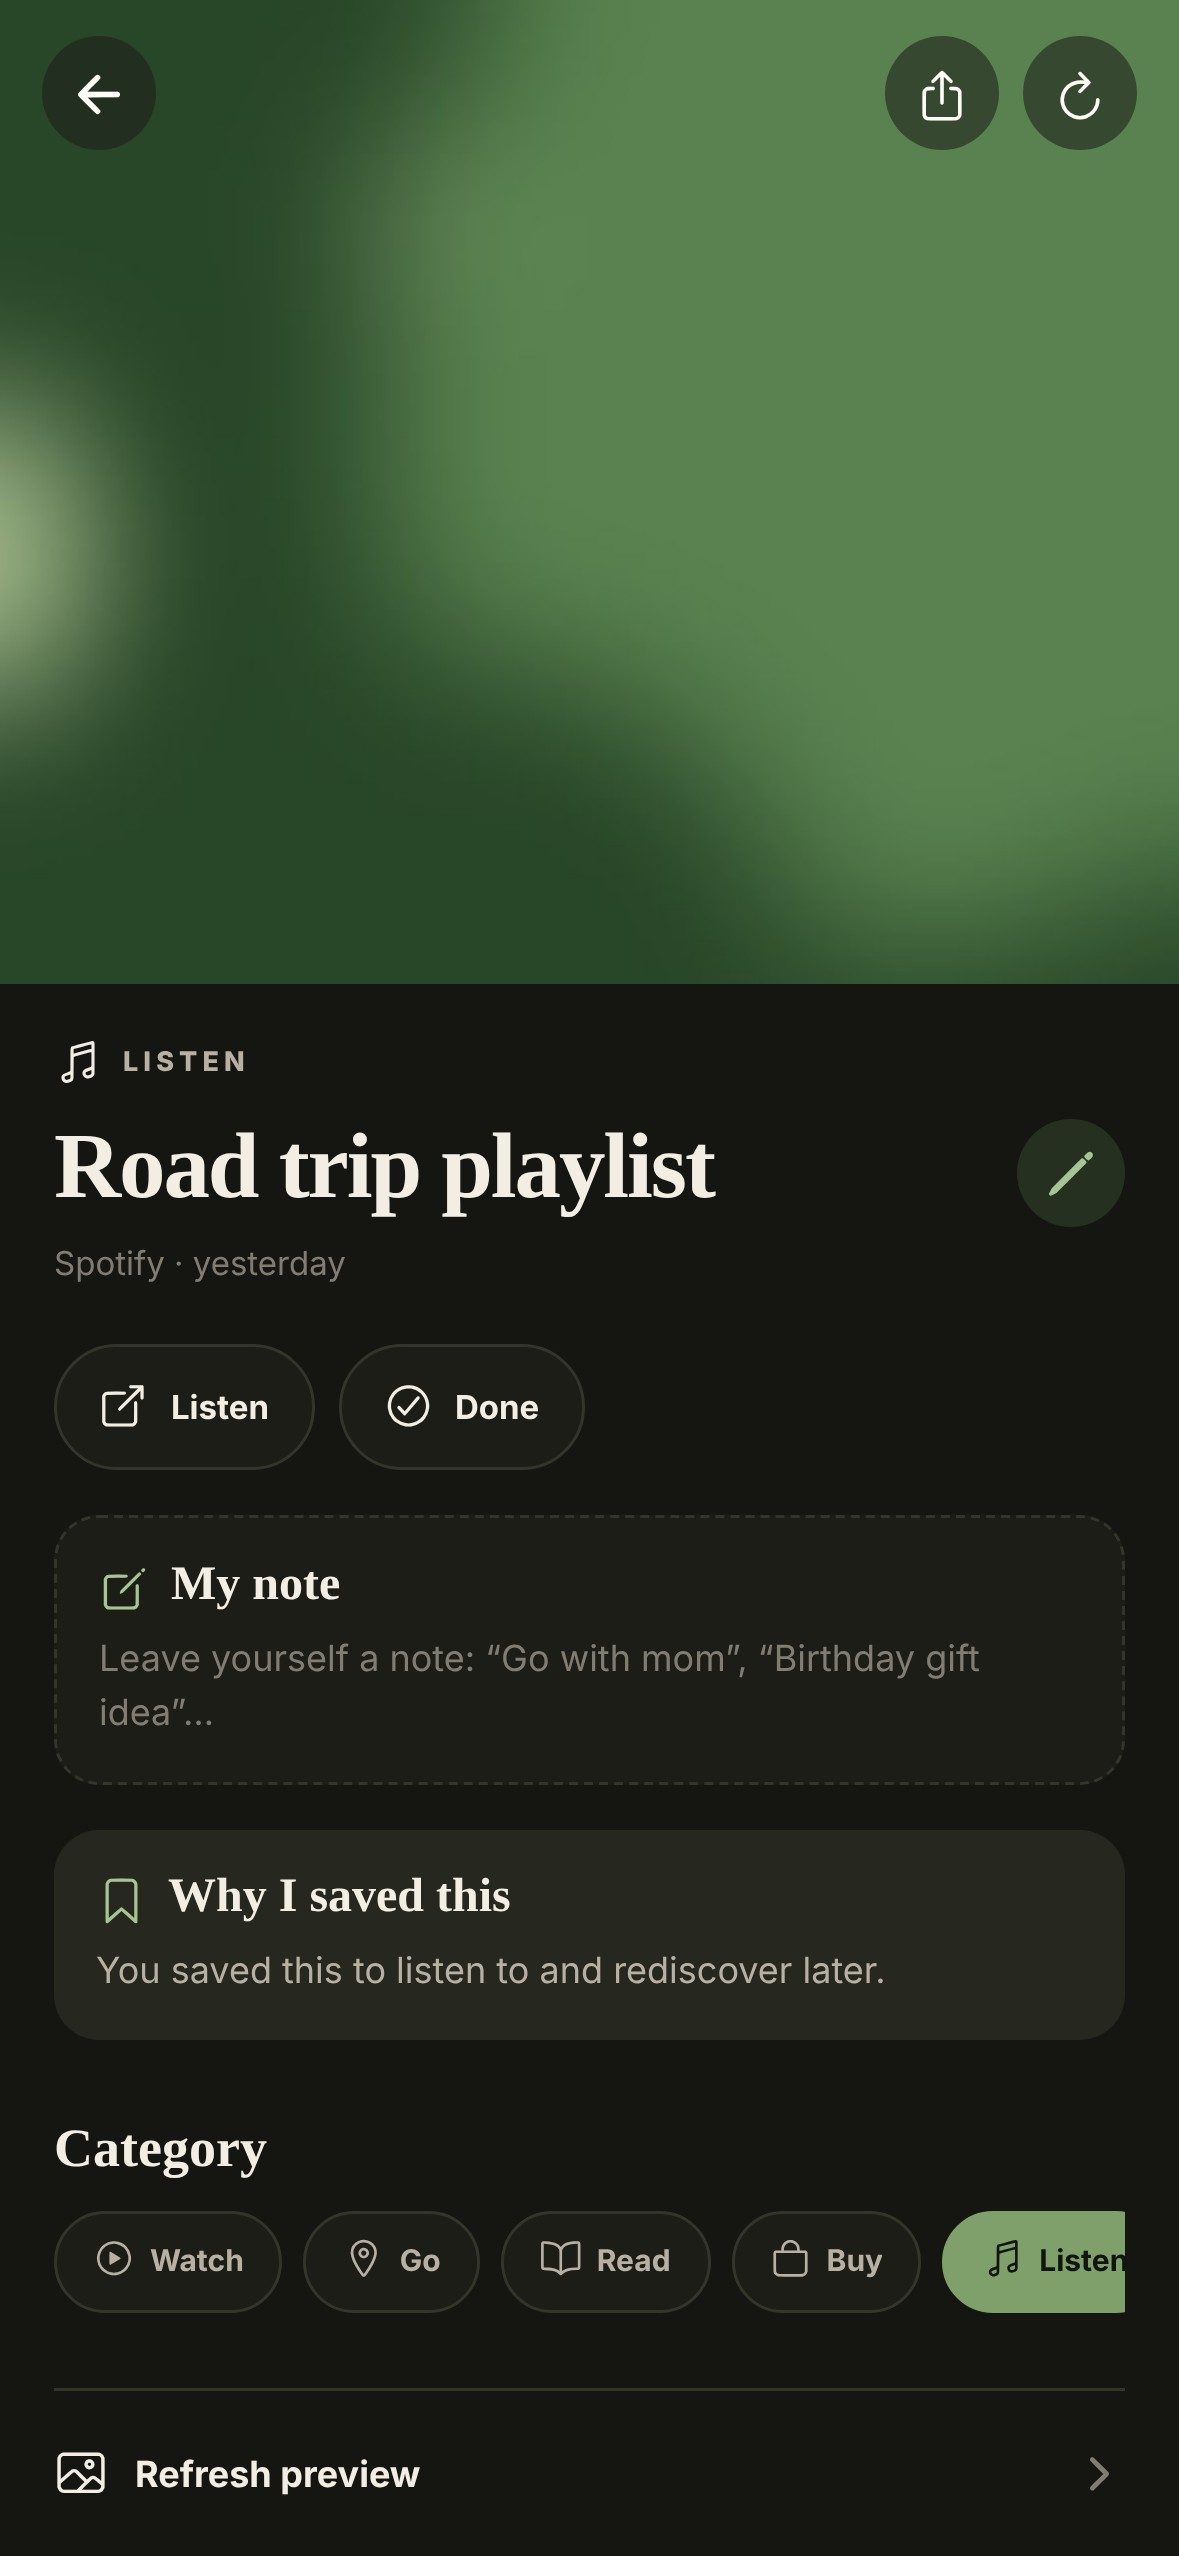 LISTEN
Road trip playlist
Spotify · yesterday
Listen Done
My note
Leave yourself a note: “Go with mom”, “Birthday gift
idea”...
Why I saved this
You saved this to listen to and rediscover later.
Category
Watch Go Read Buy Listen
Refresh preview